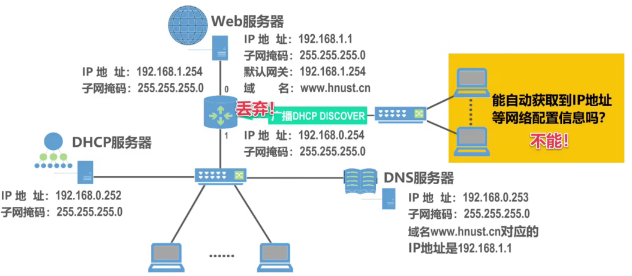 Web服务器
IP 地 址：192.168.1.1
子网掩码：255.255.255.0
默认网关：192.168.1.254
域 名：www.hnust.cn
IP 地 址：192.168.1.254
子网掩码：255.255.255.0
0
丢弃！
广播DHCP DISCOVER
能自动获取到IP地址
等网络配置信息吗？
不能！
1
IP 地 址：192.168.0.254
子网掩码：255.255.255.0
DHCP服务器
IP 地 址：192.168.0.252
子网掩码：255.255.255.0
DNS服务器
IP 地 址：192.168.0.253
子网掩码：255.255.255.0
域名www.hnust.cn对应的
IP地址是192.168.1.1
……
……